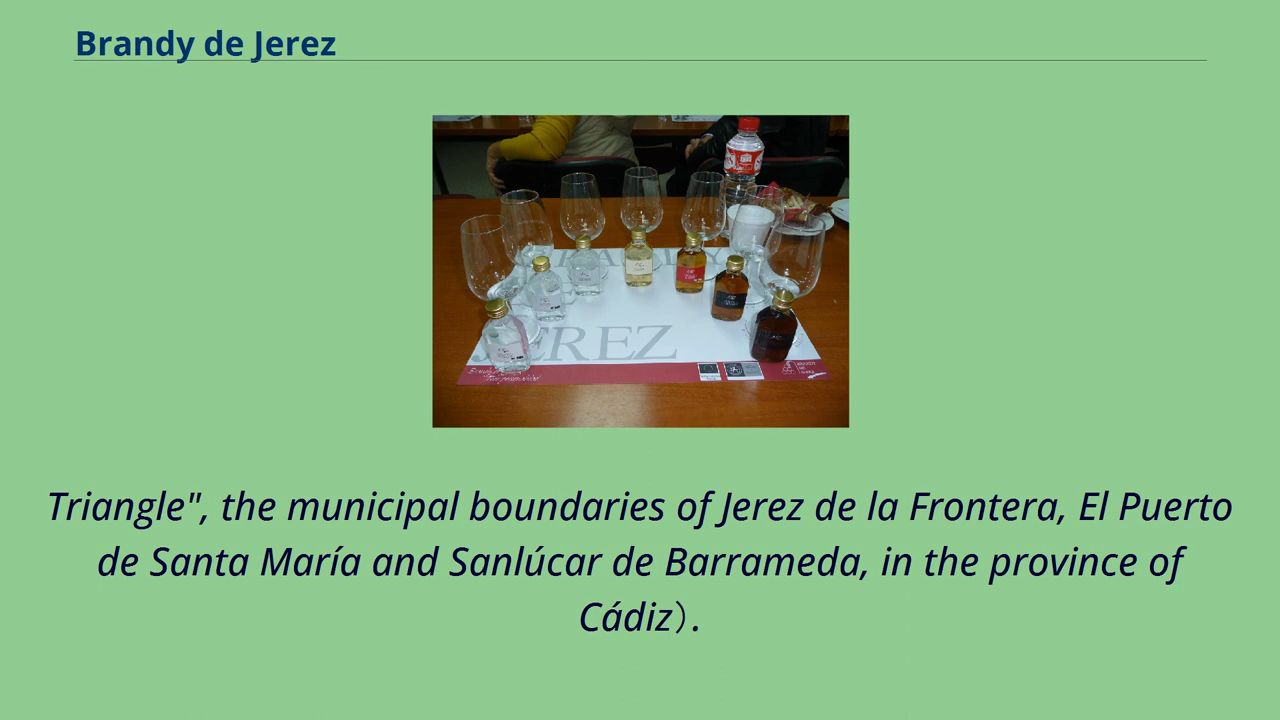 Brandy de Jerez
BRANDY
JEREZ
Triangle", the municipal boundaries of Jerez de la Frontera, El Puerto
de Santa María and Sanlúcar de Barrameda, in the province of
Cádiz）.